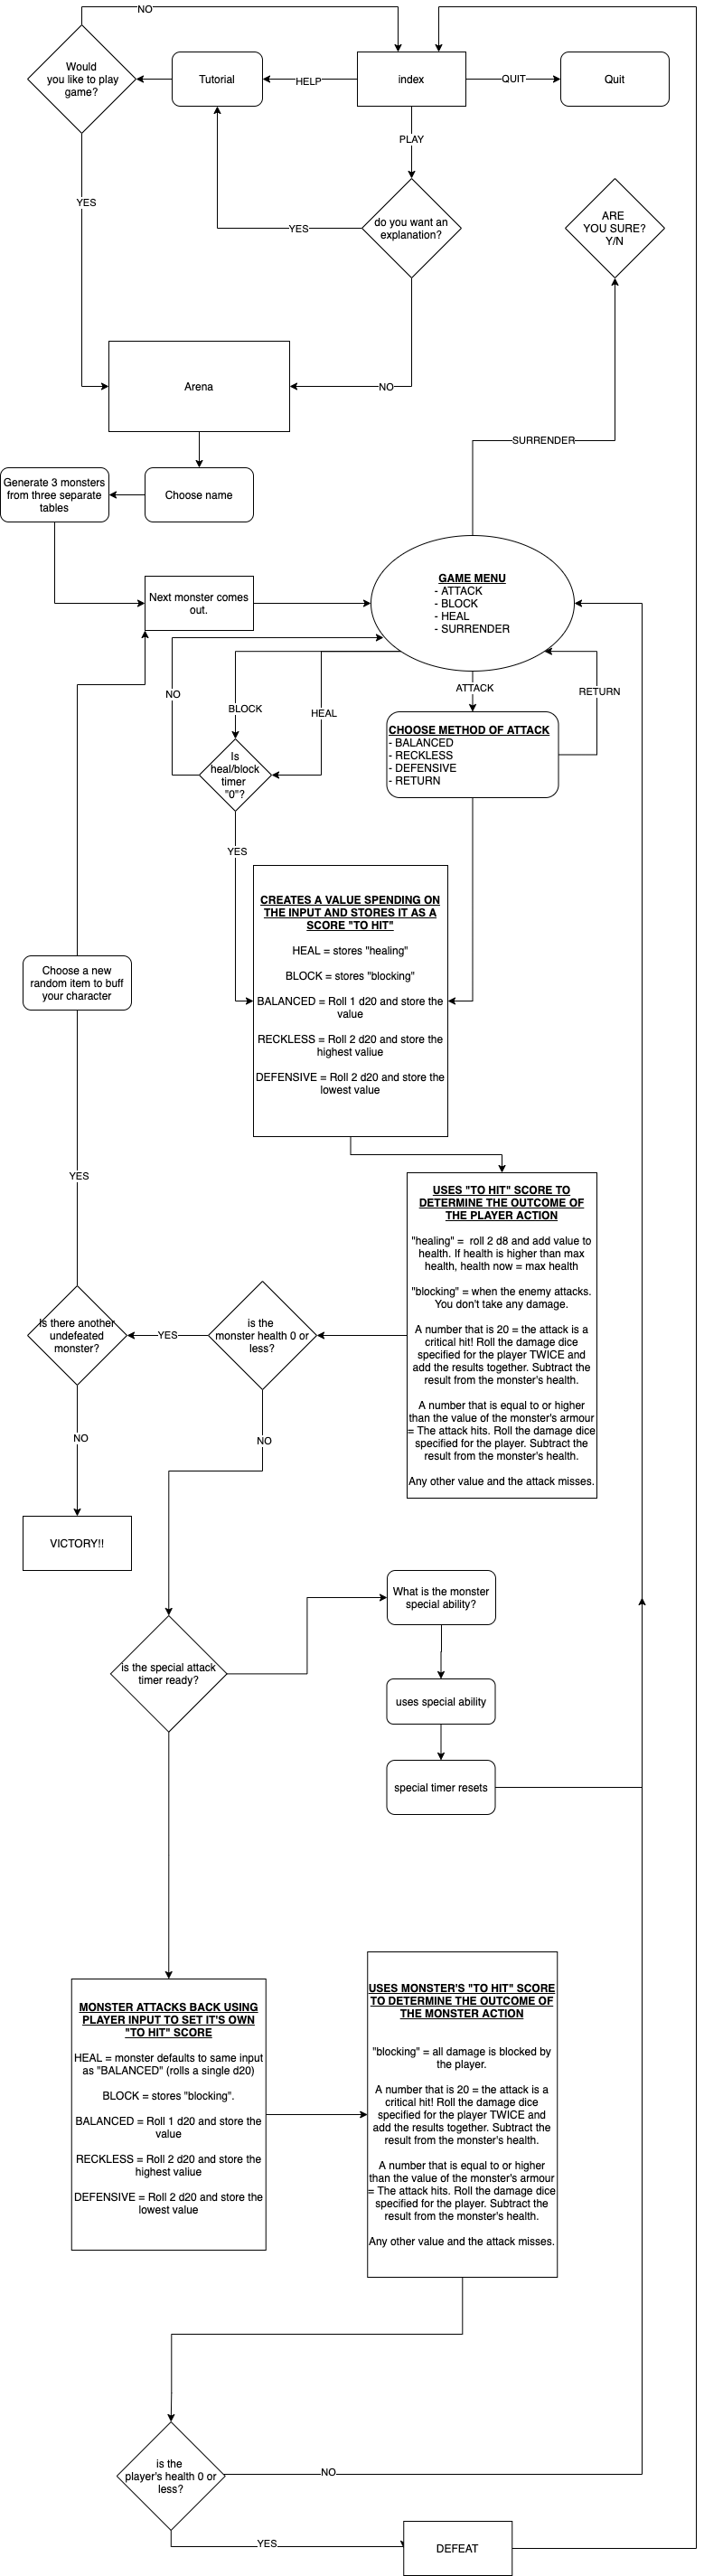 NO
Would
you like to play
game?
Tutorial
HELP
index
QUIT
Quit
PLAY
YES
do you want an
explanation?
YES
ARE
YOU SURE?
Y/N
Arena
NO
SURRENDER
Generate 3 monsters
from three separate
tables
Choose name
Next monster comes
out.
GAME MENU
- ATTACK
- BLOCK
- HEAL
- SURRENDER
NO
BLOCK
HEAL
ATTACK
RETURN
CHOOSE METHOD OF ATTACK
- BALANCED
- RECKLESS
- DEFENSIVE
- RETURN
Is
heal/block
timer
"0"?
YES
CREATES A VALUE SPENDING ON
THE INPUT AND STORES IT AS A
SCORE "TO HIT"
HEAL = stores "healing"
BLOCK = stores "blocking"
BALANCED = Roll 1 d20 and store the
value
RECKLESS = Roll 2 d20 and store the
highest valiue
DEFENSIVE = Roll 2 d20 and store the
lowest value
Choose a new
random item to buff
your character
YES
USES "TO HIT" SCORE TO
DETERMINE THE OUTCOME OF
THE PLAYER ACTION
"healing" = roll 2 d8 and add value to
health. If health is higher than max
health, health now = max health
"blocking" = when the enemy attacks.
You don't take any damage.
A number that is 20 = the attack is a
critical hit! Roll the damage dice
specified for the player TWICE and
add the results together. Subtract the
result from the monster's health.
A number that is equal to or higher
than the value of the monster's armour
= The attack hits. Roll the damage dice
specified for the player. Subtract the
result from the monster's health.
Any other value and the attack misses.
is the
monster health 0 or
less?
YES
Is there another
undefeated
monster?
NO
NO
VICTORY!!
What is the monster
special ability?
is the special attack
timer ready?
uses special ability
special timer resets
MONSTER ATTACKS BACK USING
PLAYER INPUT TO SET IT'S OWN
"TO HIT" SCORE
HEAL = monster defaults to same input
as "BALANCED" (rolls a single d20)
BLOCK = stores "blocking".
BALANCED = Roll 1 d20 and store the
value
RECKLESS = Roll 2 d20 and store the
highest valiue
DEFENSIVE = Roll 2 d20 and store the
lowest value
USES MONSTER'S "TO HIT" SCORE
TO DETERMINE THE OUTCOME OF
THE MONSTER ACTION
"blocking" = all damage is blocked by
the player.
A number that is 20 = the attack is a
critical hit! Roll the damage dice
specified for the player TWICE and
add the results together. Subtract the
result from the monster's health.
A number that is equal to or higher
than the value of the monster's armour
= The attack hits. Roll the damage dice
specified for the player. Subtract the
result from the monster's health.
Any other value and the attack misses.
is the
player's health 0 or
less?
NO
YES
DEFEAT